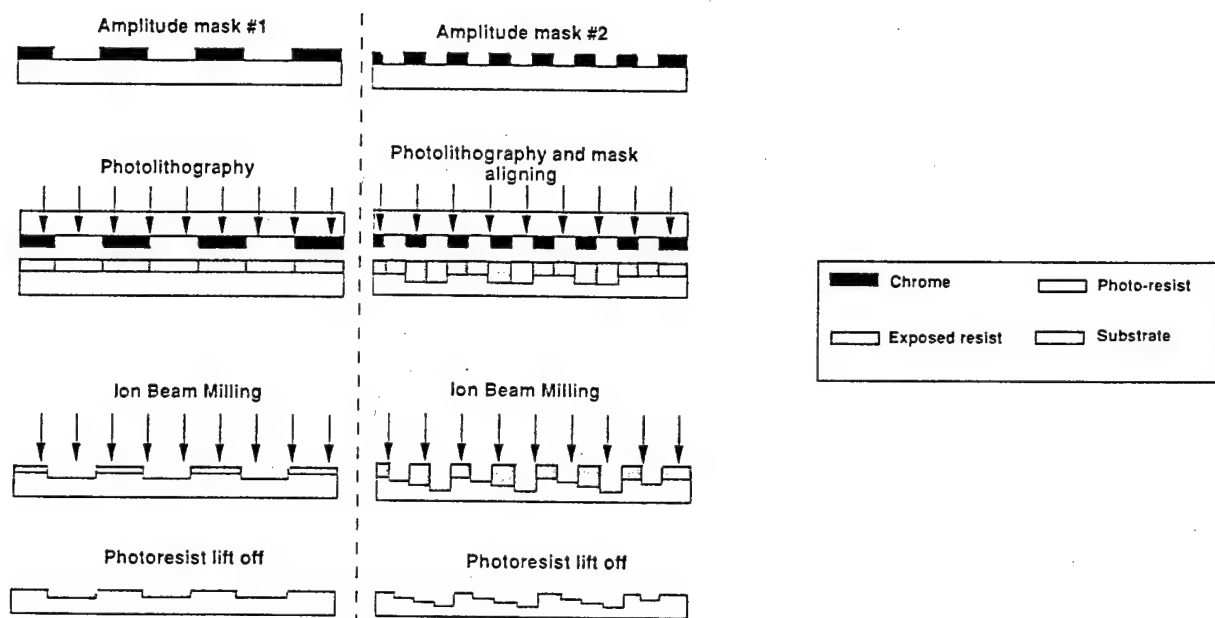 Amplitude mask #1
Photolithography
Ion Beam Milling
Photoresist lift off
Amplitude mask #2
Photolithography and mask
aligning
Ion Beam Milling
Photoresist lift off
Chrome
Photo-resist
Exposed resist
Substrate